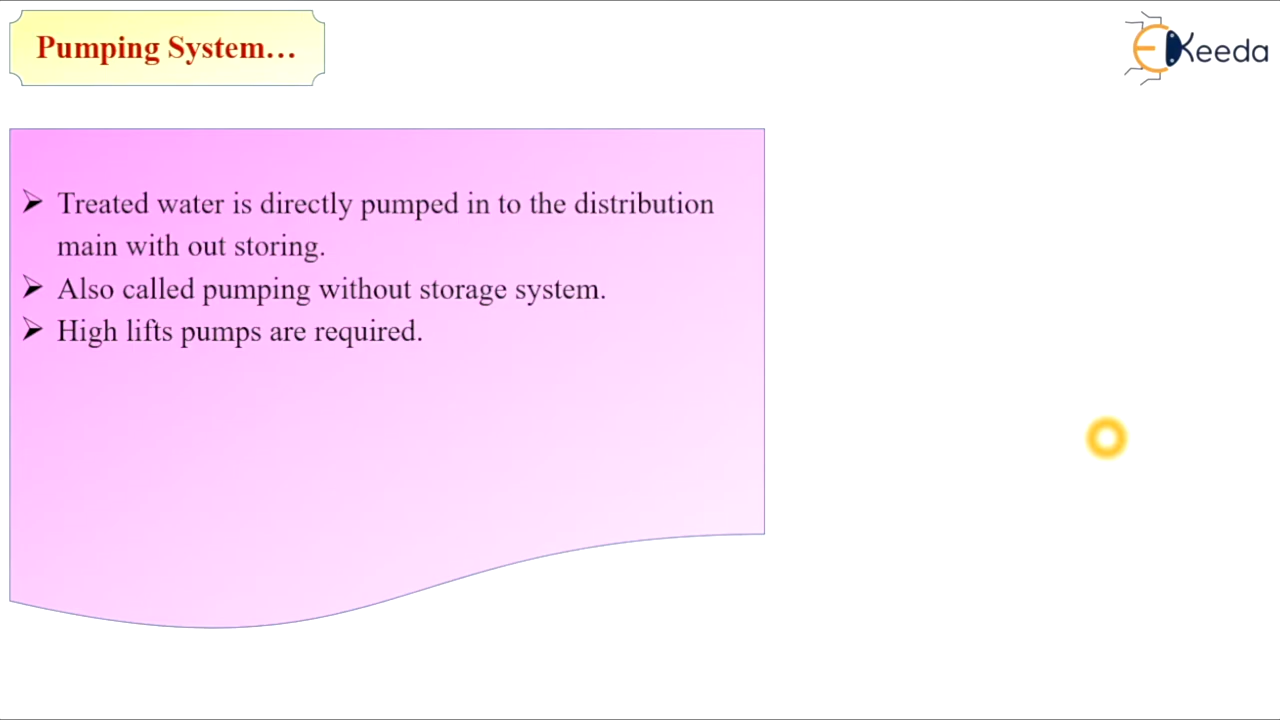 Pumping System...
EKeeda
➢ Treated water is directly pumped in to the distribution
main with out storing.
➢ Also called pumping without storage system.
➢ High lifts pumps are required.